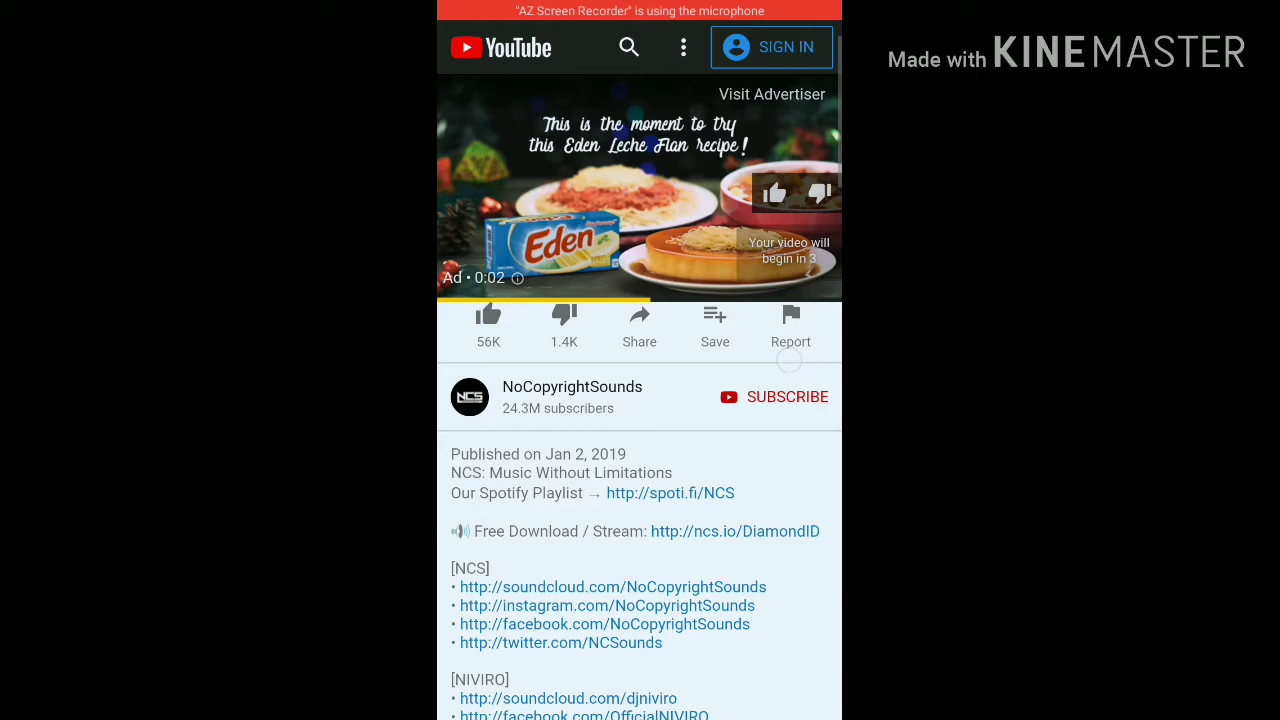 "AZ Screen Recorder" is using the microphone
YouTube
SIGN IN
Made with KINEMASTER
Visit Advertiser
This is the moment to try
this Eden Leche Flan recipe!
Eden
Your video will
begin in 3
Ad • 0:02
56K
1.4K
Share
Save
Report
NCS
NoCopyrightSounds
24.3M subscribers
SUBSCRIBE
Published on Jan 2, 2019
NCS: Music Without Limitations
Our Spotify Playlist → http://spoti.fi/NCS
🔊 Free Download / Stream: http://ncs.io/DiamondID
[NCS]
• http://soundcloud.com/NoCopyrightSounds
• http://instagram.com/NoCopyrightSounds
• http://facebook.com/NoCopyrightSounds
• http://twitter.com/NCSounds
[NIVIRO]
• http://soundcloud.com/djniviro
• http://facebook.com/OfficialNIVIRO